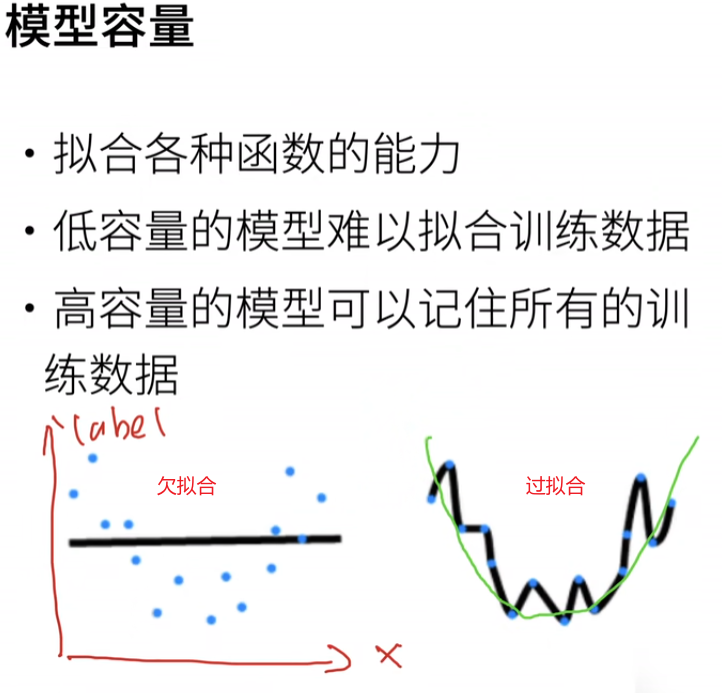 模型容量
• 拟合各种函数的能力
• 低容量的模型难以拟合训练数据
• 高容量的模型可以记住所有的训
练数据
label
欠拟合
过拟合
x